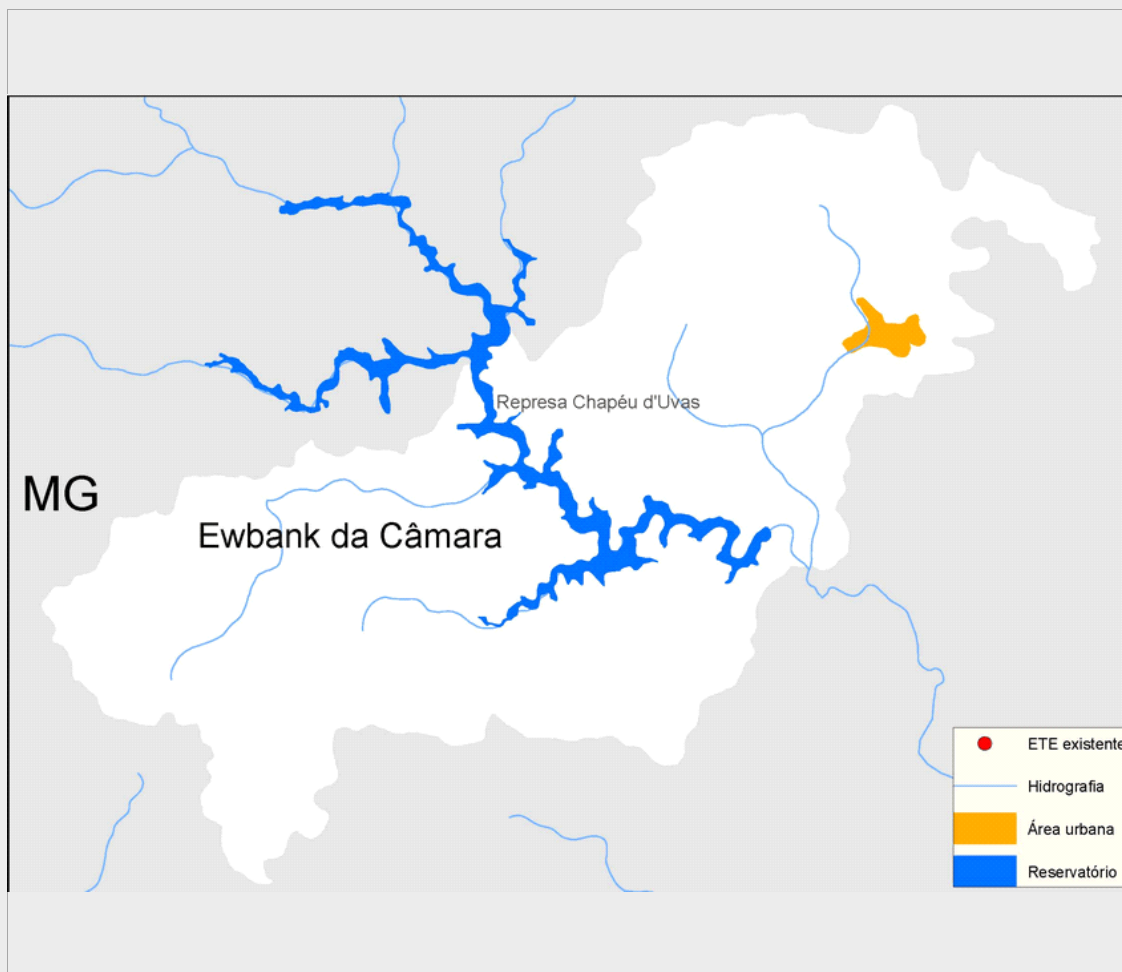 Represa Chapéu d'Uvas
MG
Ewbank da Câmara
ETE existente
Hidrografia
Área urbana
Reservatório